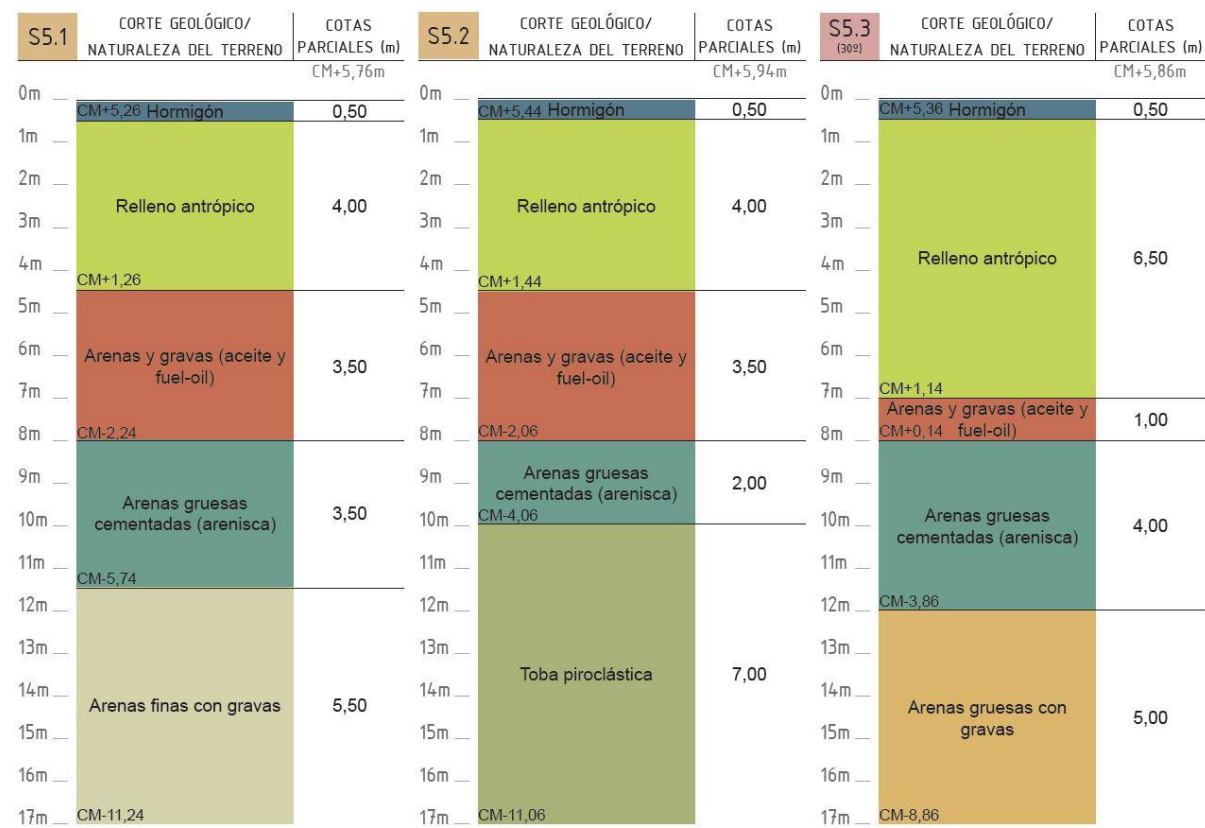 S5.1
CORTE GEOLÓGICO/
NATURALEZA DEL TERRENO
COTAS
PARCIALES (m)
CM+5,76m
0m
1m
2m
3m
4m
5m
6m
7m
8m
9m
10m
11m
12m
13m
14m
15m
16m
17m
CM+5,26 Hormigón
0,50
Relleno antrópico
4,00
CM+1,26
Arenas y gravas (aceite y
fuel-oil)
3,50
CM-2,24
Arenas gruesas
cementadas (arenisca)
3,50
CM-5,74
Arenas finas con gravas
5,50
CM-11,24
S5.2
CORTE GEOLÓGICO/
NATURALEZA DEL TERRENO
COTAS
PARCIALES (m)
CM+5,94m
0m
1m
2m
3m
4m
5m
6m
7m
8m
9m
10m
11m
12m
13m
14m
15m
16m
17m
CM+5,44 Hormigón
0,50
Relleno antrópico
4,00
CM+1,44
Arenas y gravas (aceite y
fuel-oil)
3,50
CM-2,06
Arenas gruesas
cementadas (arenisca)
2,00
CM-4,06
Toba piroclástica
7,00
CM-11,06
S5.3
(30º)
CORTE GEOLÓGICO/
NATURALEZA DEL TERRENO
COTAS
PARCIALES (m)
CM+5,86m
0m
1m
2m
3m
4m
5m
6m
7m
8m
9m
10m
11m
12m
13m
14m
15m
16m
17m
CM+5,36 Hormigón
0,50
Relleno antrópico
6,50
CM+1,14
Arenas y gravas (aceite y
CM+0,14 fuel-oil)
1,00
Arenas gruesas
cementadas (arenisca)
4,00
CM-3,86
Arenas gruesas con
gravas
5,00
CM-8,86